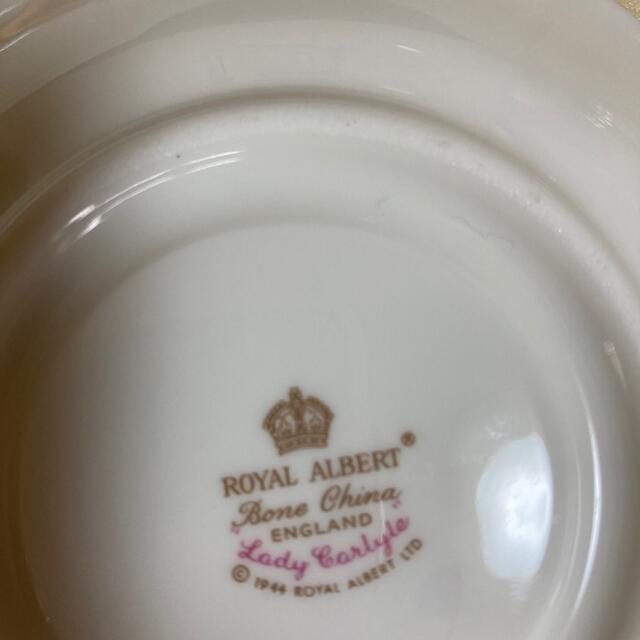 ROYAL ALBERT®
Bone China
ENGLAND
"Lady Carlyle"
© 1944 ROYAL ALBERT LTD